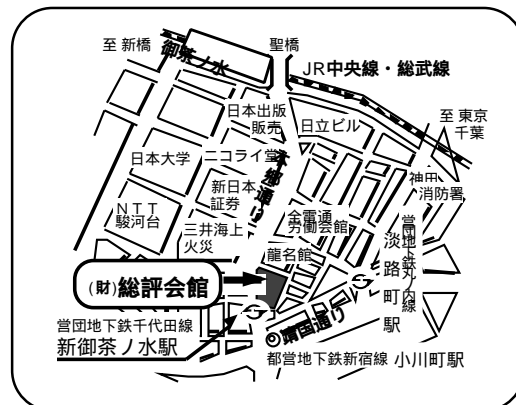 至 新橋
御茶ノ水
聖橋
JR中央線・総武線
至 東京
千葉
日本出版
販売
日立ビル
日本大学
ニコライ堂
本郷通り
神田
消防署
新日本
証券
NTT
駿河台
全電通
労働会館
三井海上
火災
龍名館
営団地下鉄丸ノ内線
淡路町駅
(財)総評会館
営団地下鉄千代田線
新御茶ノ水駅
靖国通り
都営地下鉄新宿線 小川町駅